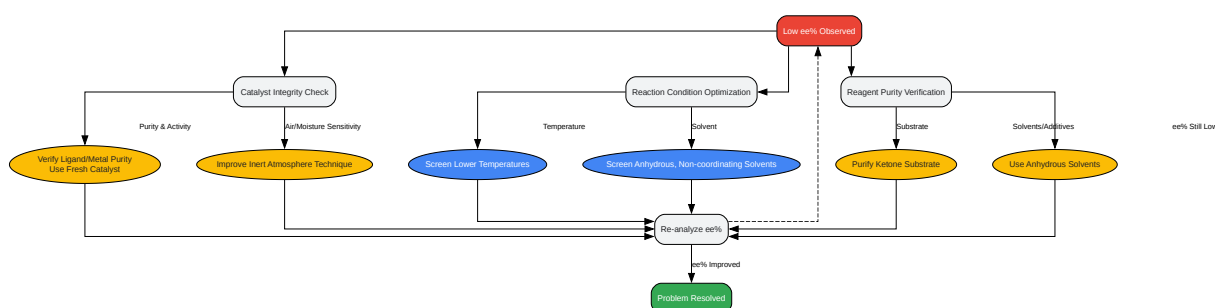 Low ee% Observed
Catalyst Integrity Check
Reaction Condition Optimization
Reagent Purity Verification
Purity & Activity
Air/Moisture Sensitivity
Temperature
Solvent
Substrate
Solvents/Additives
ee% Still Low
Verify Ligand/Metal Purity
Use Fresh Catalyst
Improve Inert Atmosphere Technique
Screen Lower Temperatures
Screen Anhydrous, Non-coordinating Solvents
Purify Ketone Substrate
Use Anhydrous Solvents
Re-analyze ee%
ee% Improved
Problem Resolved